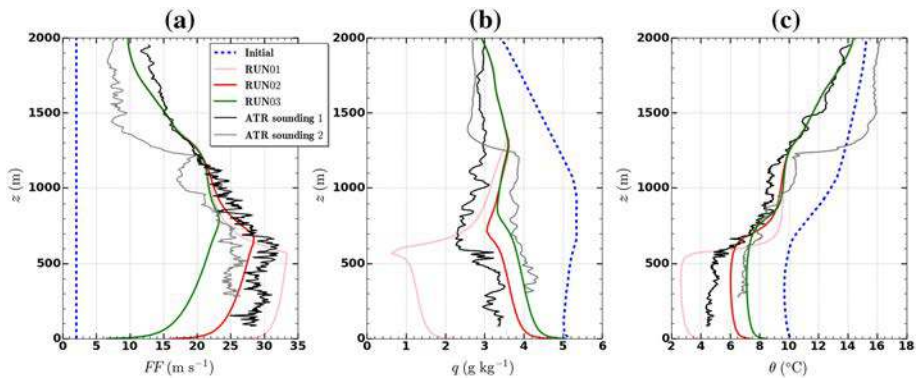 (a)
(b)
(c)
2000
1500
1000
500
0
z (m)
0 5 10 15 20 25 30 35
FF (m s⁻¹)
Initial
RUN01
RUN02
RUN03
ATR sounding 1
ATR sounding 2
2000
1500
1000
500
0
z (m)
0 1 2 3 4 5 6
q (g kg⁻¹)
2000
1500
1000
500
0
z (m)
2 4 6 8 10 12 14 16 18
θ (°C)